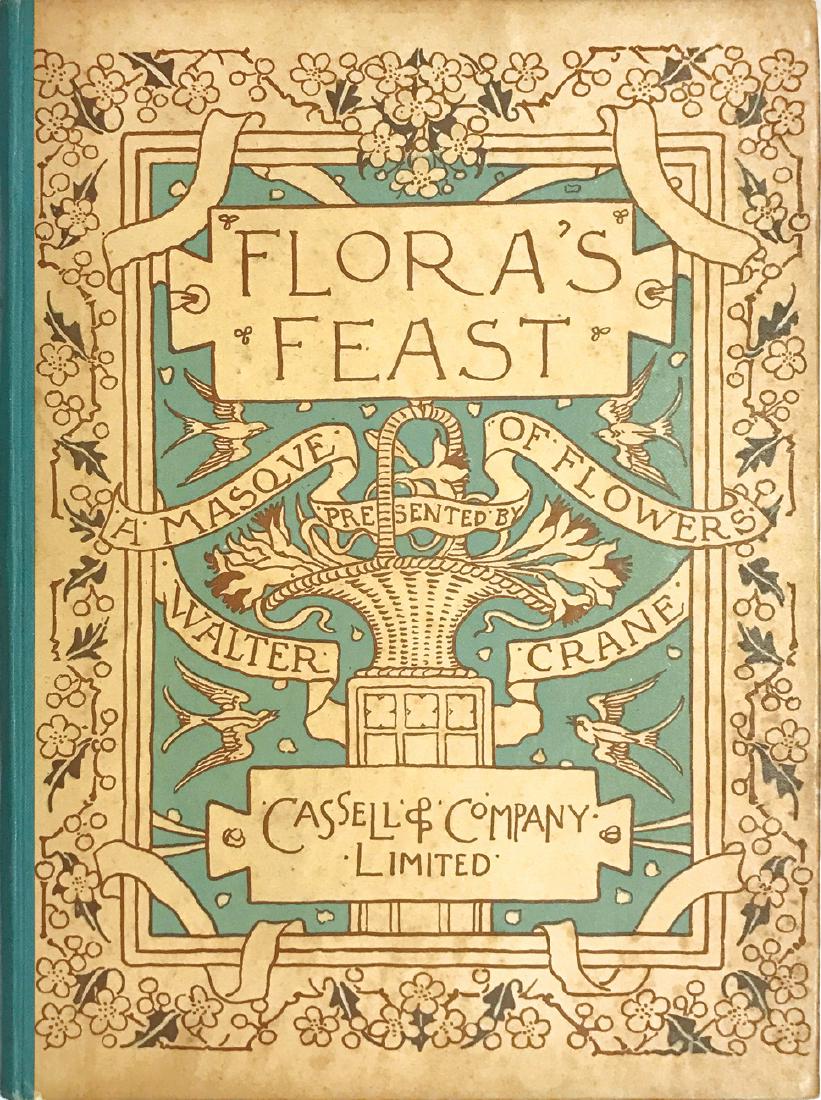 FLORA'S
FEAST
A MASQVE OF FLOWERS
PRESENTED BY
WALTER CRANE
CASSELL & COMPANY
LIMITED